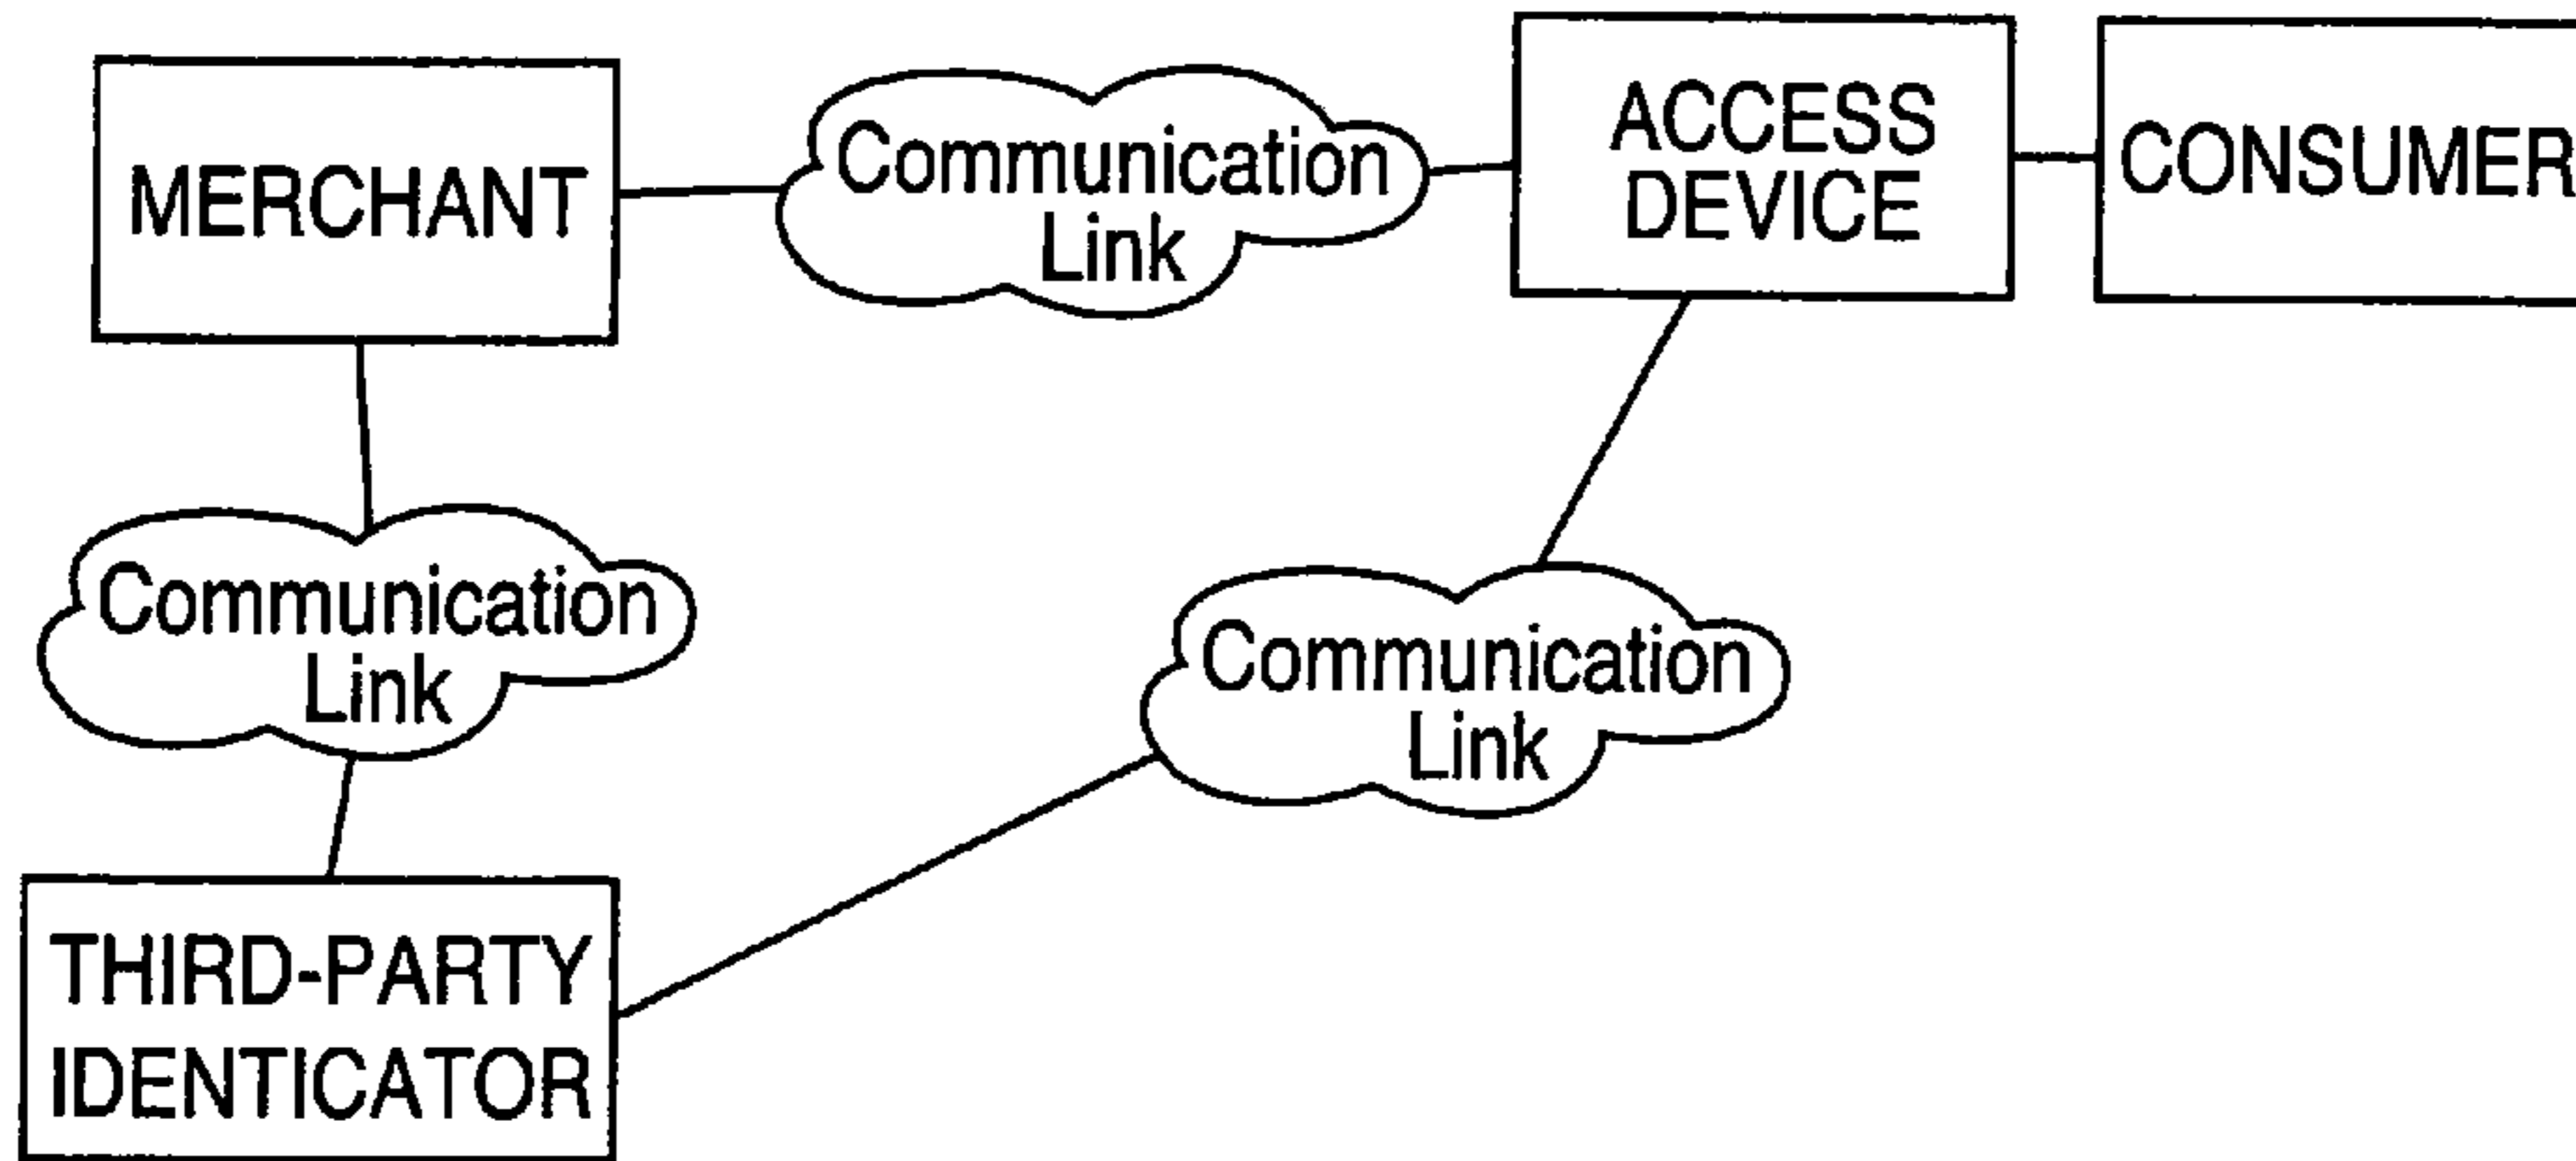 MERCHANT
Communication
Link
ACCESS
DEVICE
CONSUMER
Communication
Link
Communication
Link
THIRD-PARTY
IDENTICATOR